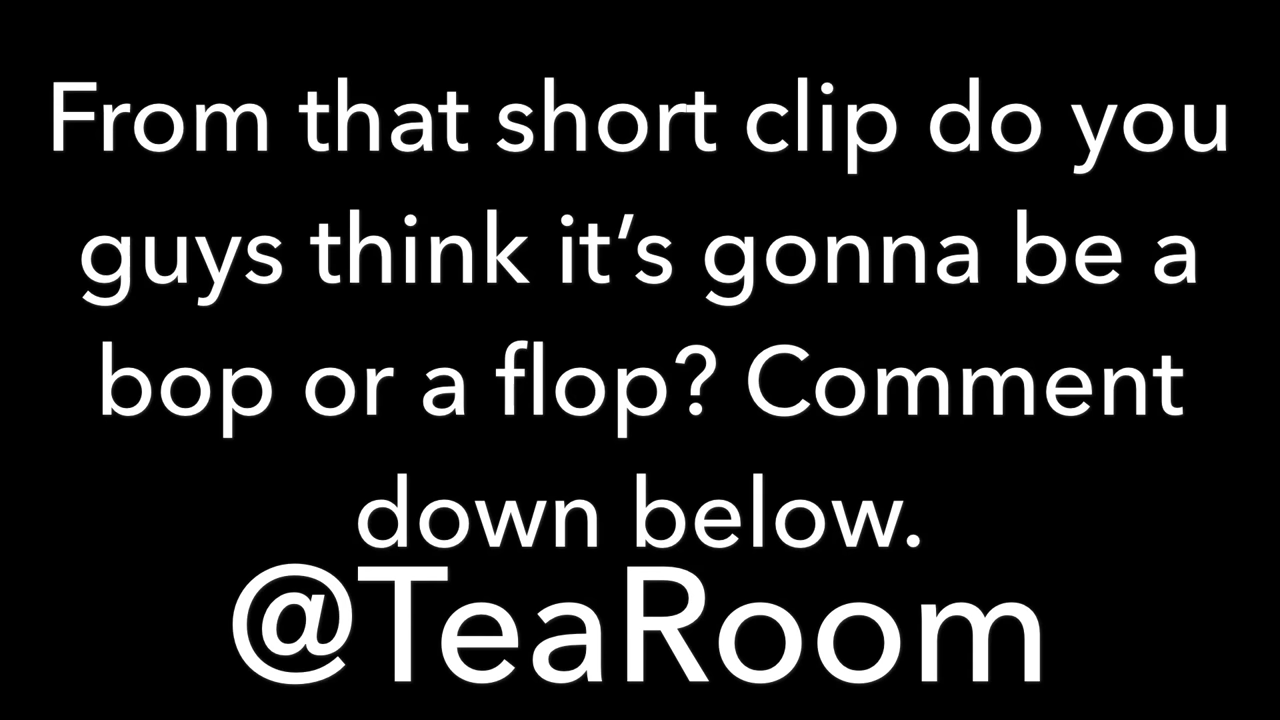 From that short clip do you
guys think it’s gonna be a
bop or a flop? Comment
down below.
@TeaRoom